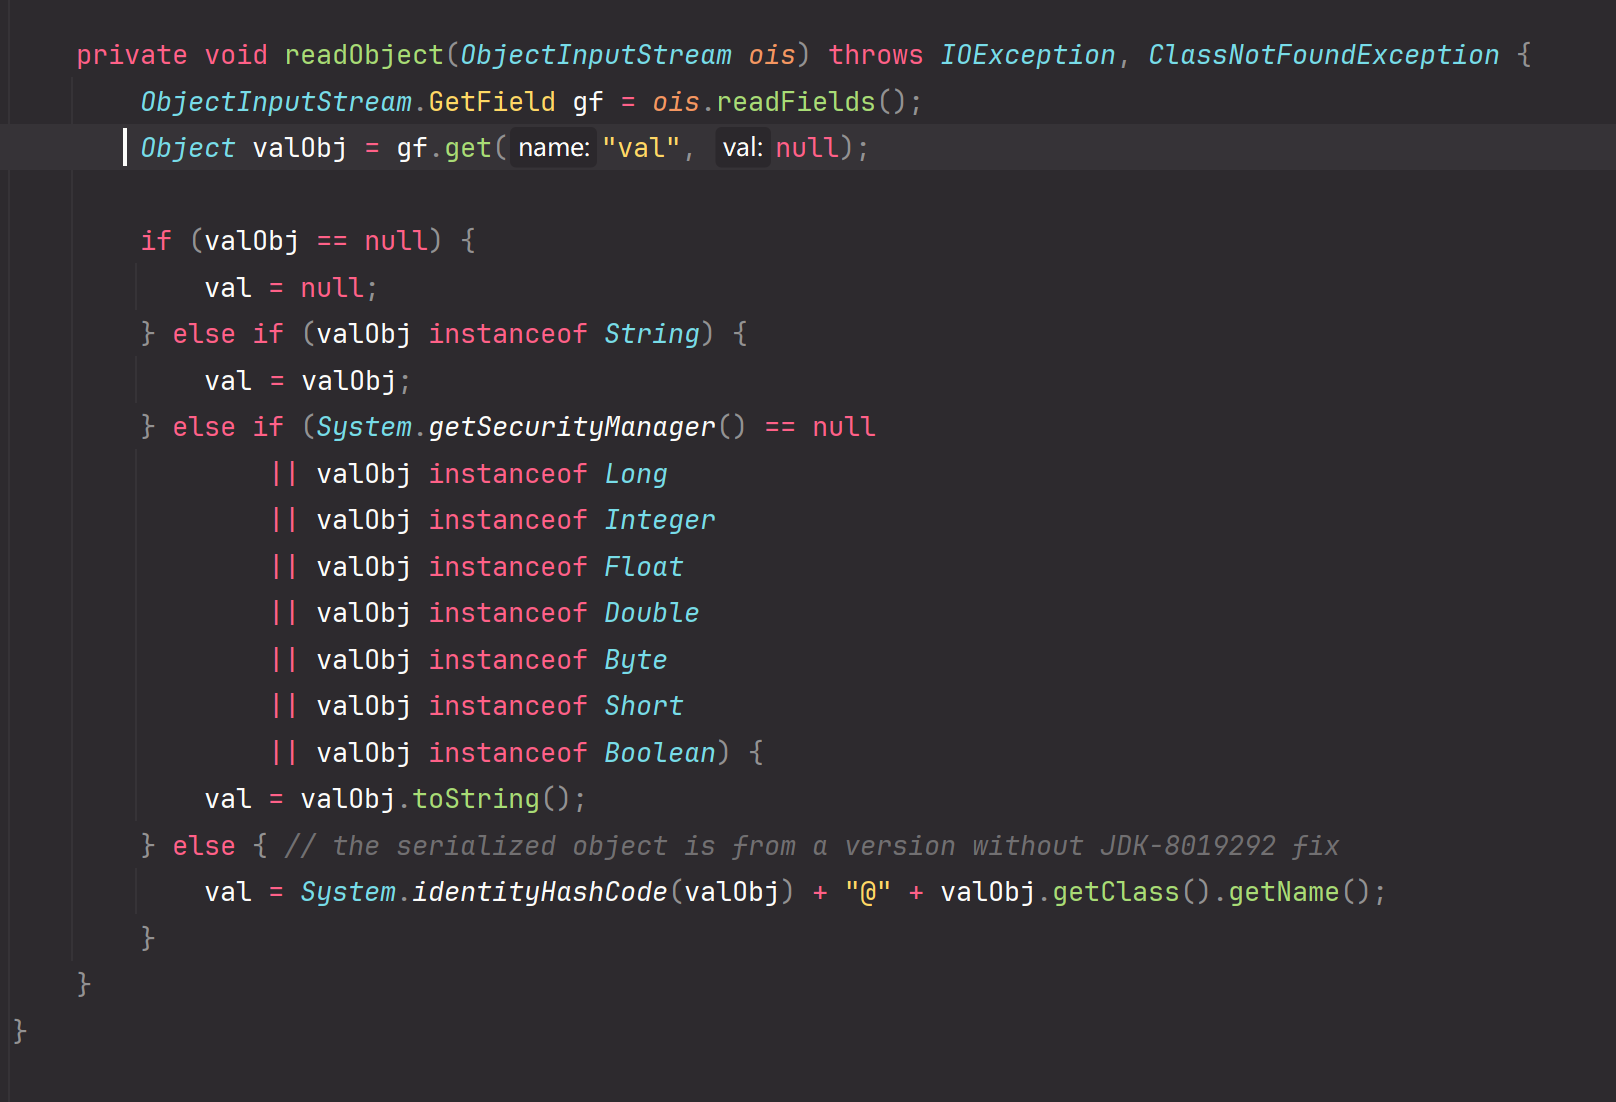 private void readObject(ObjectInputStream ois) throws IOException, ClassNotFoundException {
ObjectInputStream.GetField gf = ois.readFields();
Object valObj = gf.get( name: "val", val: null);
if (valObj == null) {
val = null;
} else if (valObj instanceof String) {
val = valObj;
} else if (System.getSecurityManager() == null
|| valObj instanceof Long
|| valObj instanceof Integer
|| valObj instanceof Float
|| valObj instanceof Double
|| valObj instanceof Byte
|| valObj instanceof Short
|| valObj instanceof Boolean) {
val = valObj.toString();
} else { // the serialized object is from a version without JDK-8019292 fix
val = System.identityHashCode(valObj) + "@" + valObj.getClass().getName();
}
}
}